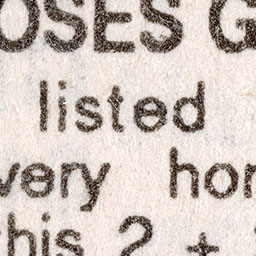 OSES G
listed
very hor
his 2 +